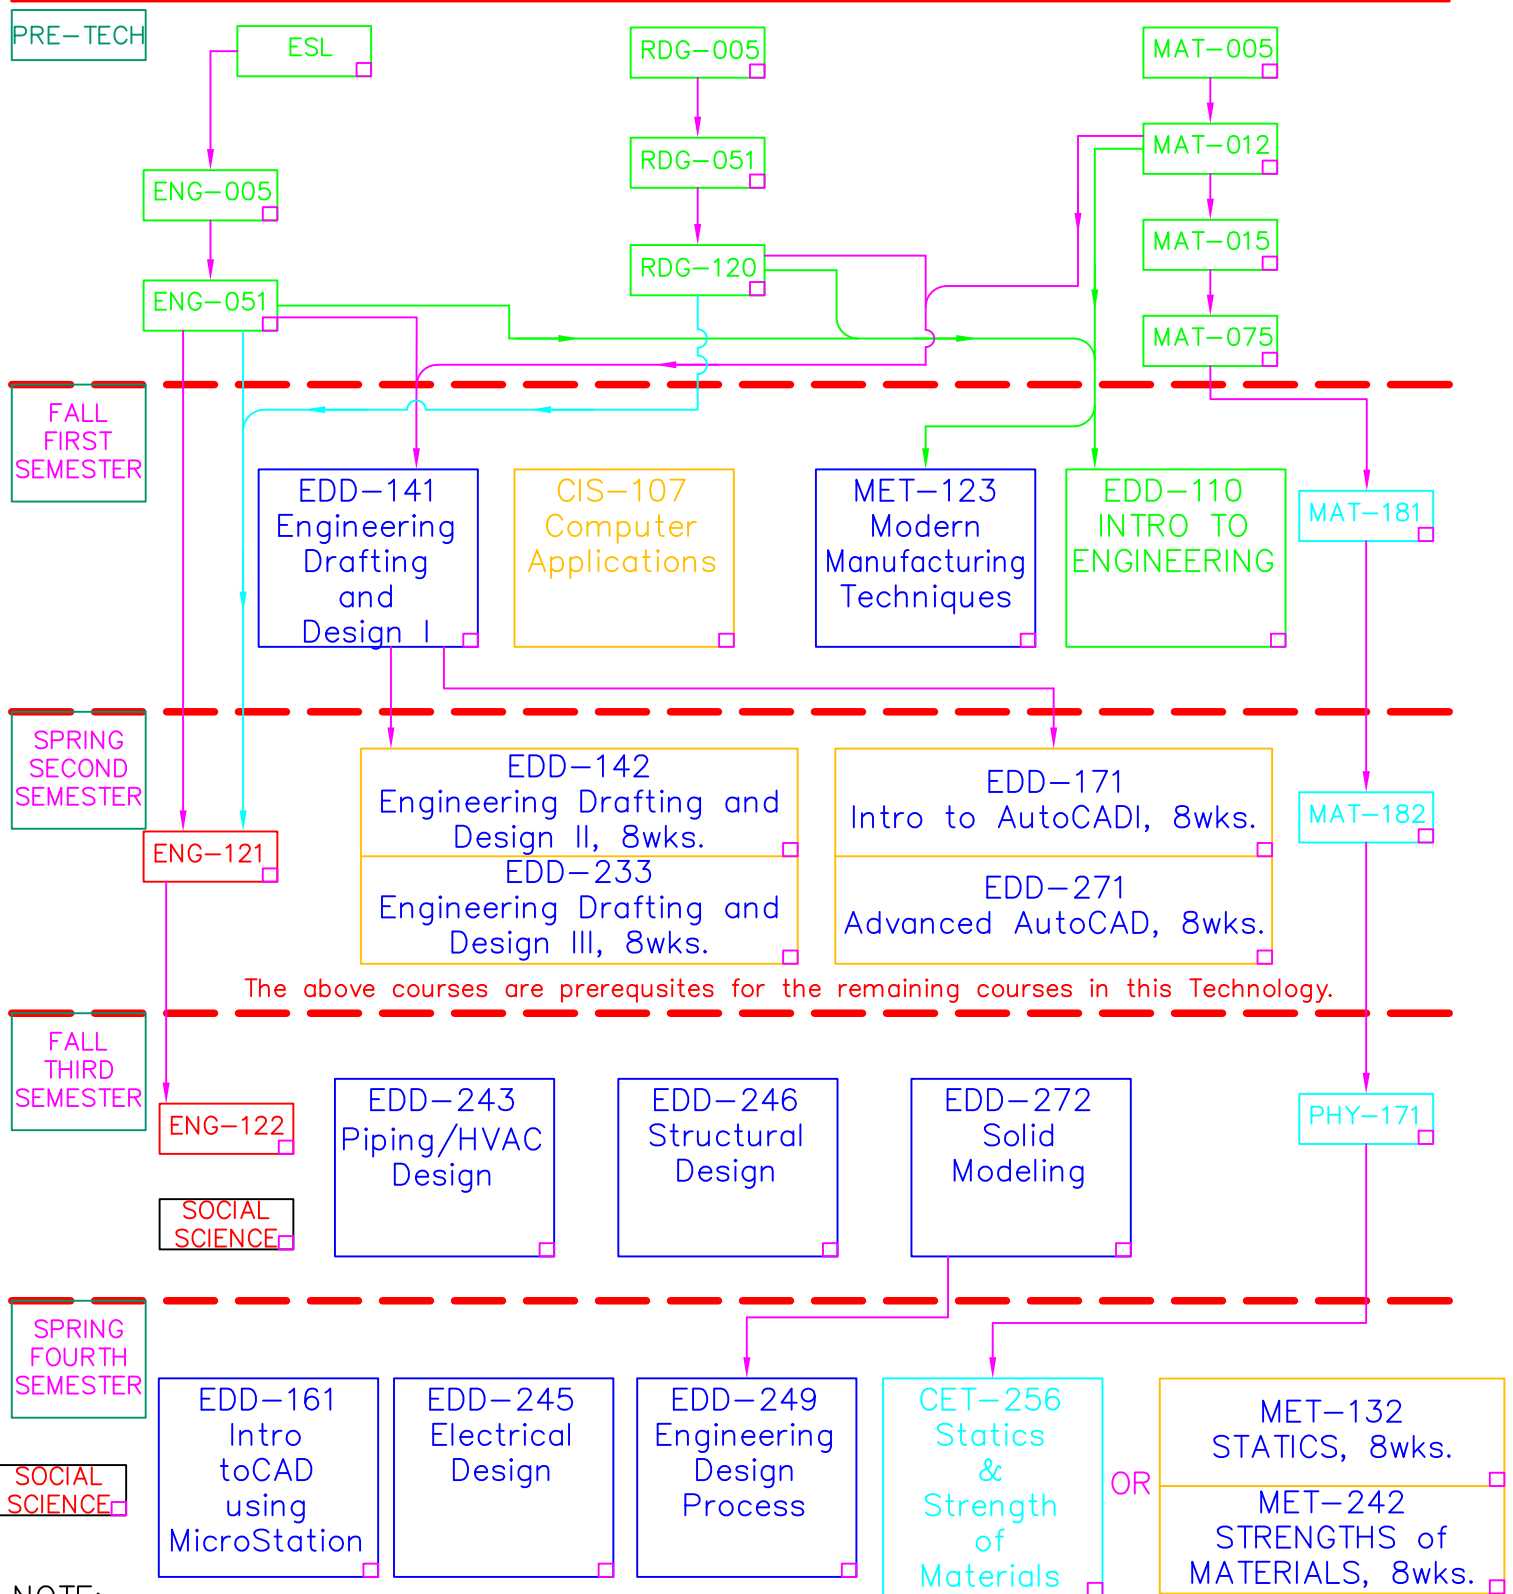 PRE-TECH
ESL
RDG-005
MAT-005
RDG-051
MAT-012
ENG-005
MAT-015
RDG-120
ENG-051
MAT-075
FALL
FIRST
SEMESTER
EDD-141
Engineering
Drafting
and
Design I
CIS-107
Computer
Applications
MET-123
Modern
Manufacturing
Techniques
EDD-110
INTRO TO
ENGINEERING
MAT-181
SPRING
SECOND
SEMESTER
ENG-121
EDD-142
Engineering Drafting and
Design II, 8wks.
EDD-233
Engineering Drafting and
Design III, 8wks.
EDD-171
Intro to AutoCADI, 8wks.
EDD-271
Advanced AutoCAD, 8wks.
MAT-182
The above courses are prerequsites for the remaining courses in this Technology.
FALL
THIRD
SEMESTER
ENG-122
SOCIAL
SCIENCE
EDD-243
Piping/HVAC
Design
EDD-246
Structural
Design
EDD-272
Solid
Modeling
PHY-171
SPRING
FOURTH
SEMESTER
SOCIAL
SCIENCE
EDD-161
Intro
toCAD
using
MicroStation
EDD-245
Electrical
Design
EDD-249
Engineering
Design
Process
CET-256
Statics
&
Strength
of
Materials
OR
MET-132
STATICS, 8wks.
MET-242
STRENGTHS of
MATERIALS, 8wks.
NOTE: